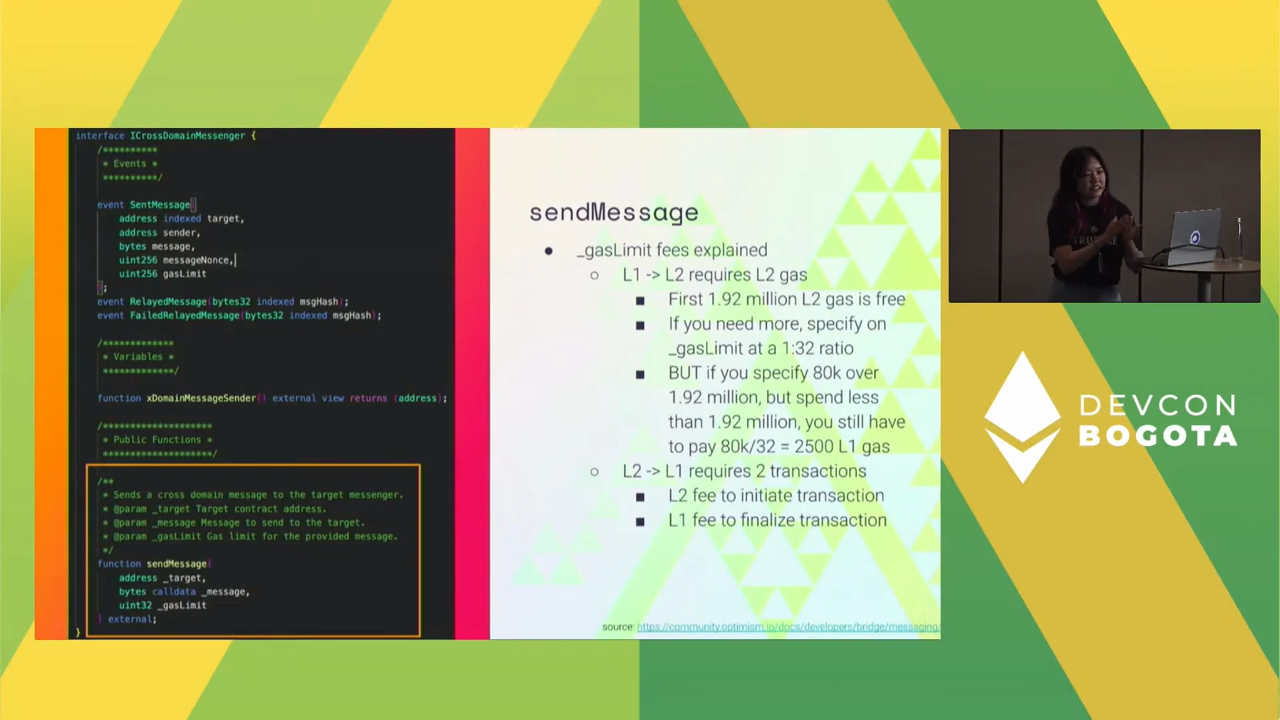 interface ICrossDomainMessenger {
/**********
* Events *
**********/
event SentMessage(
address indexed target,
address sender,
bytes message,
uint256 messageNonce,
uint256 gasLimit
);
event RelayedMessage(bytes32 indexed msgHash);
event FailedRelayedMessage(bytes32 indexed msgHash);
/*************
* Variables *
*************/
function xDomainMessageSender() external view returns (address);
/********************
* Public Functions *
********************/
/**
* Sends a cross domain message to the target messenger.
* @param _target Target contract address.
* @param _message Message to send to the target.
* @param _gasLimit Gas limit for the provided message.
*/
function sendMessage(
address _target,
bytes calldata _message,
uint32 _gasLimit
) external;
}
sendMessage
● _gasLimit fees explained
○ L1 -> L2 requires L2 gas
■ First 1.92 million L2 gas is free
■ If you need more, specify on
_gasLimit at a 1:32 ratio
■ BUT if you specify 80k over
1.92 million, but spend less
than 1.92 million, you still have
to pay 80k/32 = 2500 L1 gas
○ L2 -> L1 requires 2 transactions
■ L2 fee to initiate transaction
■ L1 fee to finalize transaction
source: https://community.optimism.io/docs/developers/bridge/messaging
DEVCON
BOGOTA